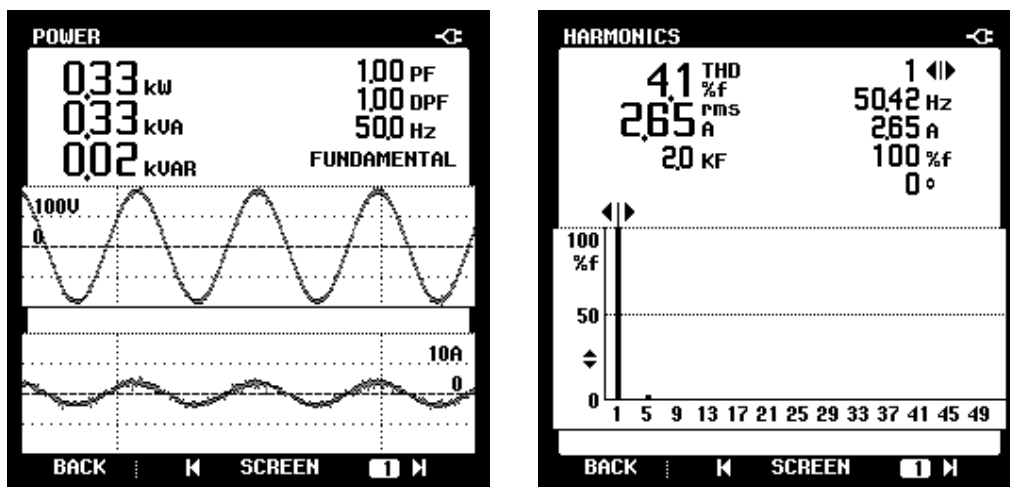 POWER
0.33 kW
0.33 kVA
0.02 kVAR
1.00 PF
1.00 DPF
50.0 Hz
FUNDAMENTAL
100V
0
10A
0
BACK SCREEN 1
HARMONICS
4.1 THD %f
2.65 rms A
2.0 KF
1
50.42 Hz
2.65 A
100 %f
0 °
100
%f
50
0
1 5 9 13 17 21 25 29 33 37 41 45 49
BACK SCREEN 1